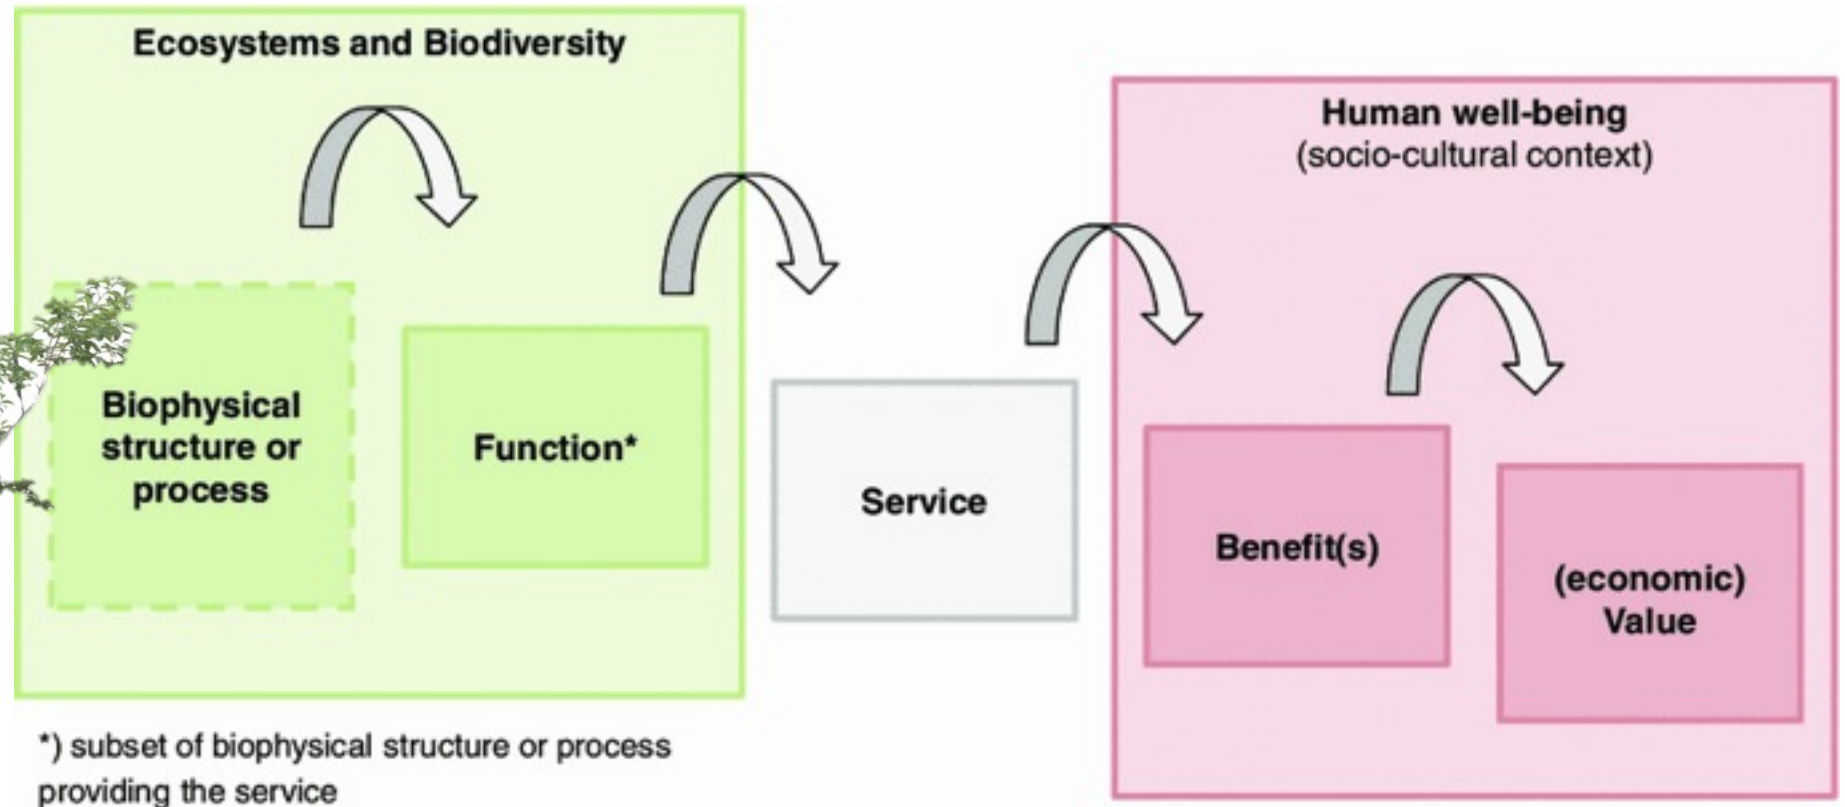 Ecosystems and Biodiversity
Human well-being
(socio-cultural context)
Biophysical
structure or
process
Function*
Service
Benefit(s)
(economic)
Value
*) subset of biophysical structure or process
providing the service